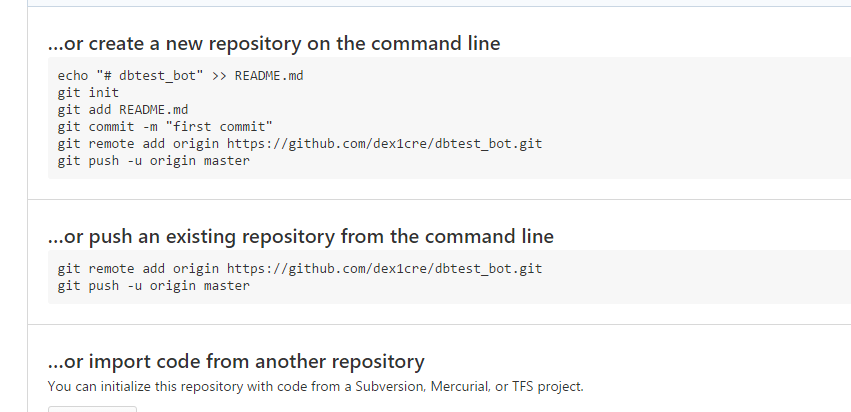 ...or create a new repository on the command line
echo "# dbtest_bot" >> README.md
git init
git add README.md
git commit -m "first commit"
git remote add origin https://github.com/dex1cre/dbtest_bot.git
git push -u origin master
...or push an existing repository from the command line
git remote add origin https://github.com/dex1cre/dbtest_bot.git
git push -u origin master
...or import code from another repository
You can initialize this repository with code from a Subversion, Mercurial, or TFS project.